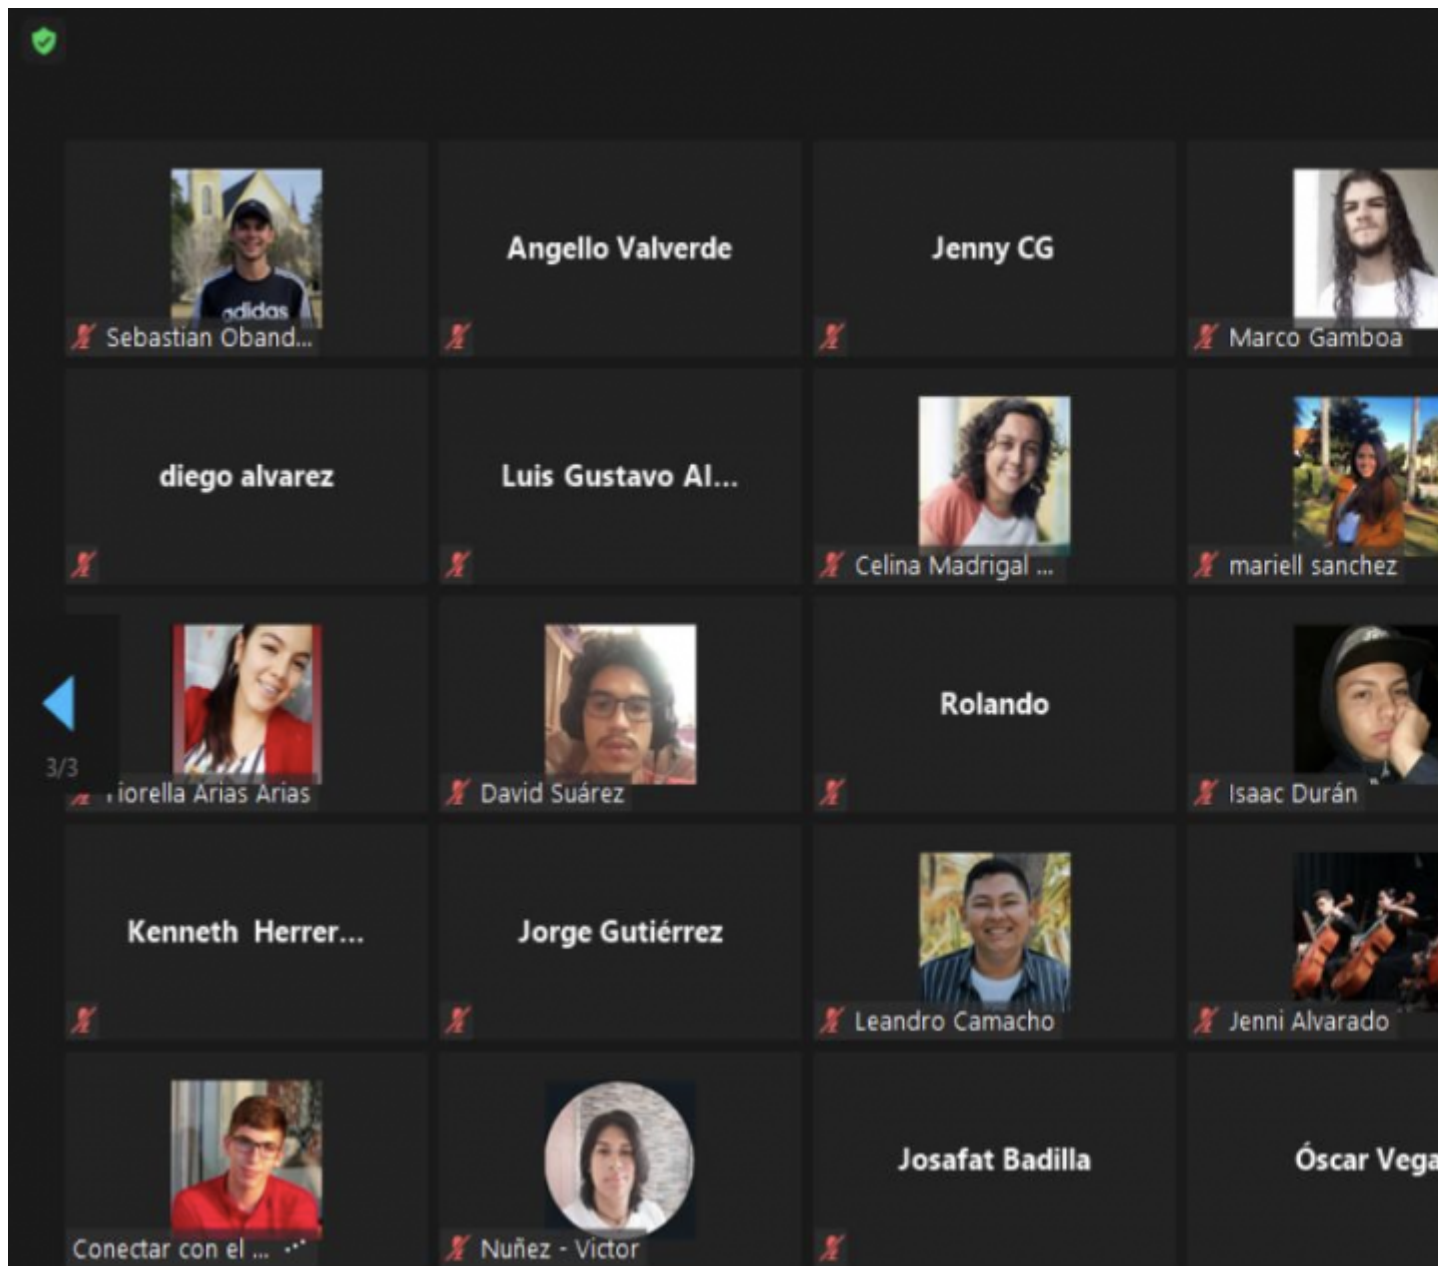 adidas
Sebastian Oband...
Angello Valverde
Jenny CG
Marco Gamboa
diego alvarez
Luis Gustavo Al...
Celina Madrigal ...
mariell sanchez
3/3
iorella Arias Arias
David Suárez
Rolando
Isaac Durán
Kenneth Herrer...
Jorge Gutiérrez
Leandro Camacho
Jenni Alvarado
Conectar con el ...
Nuñez - Victor
Josafat Badilla
Óscar Vega